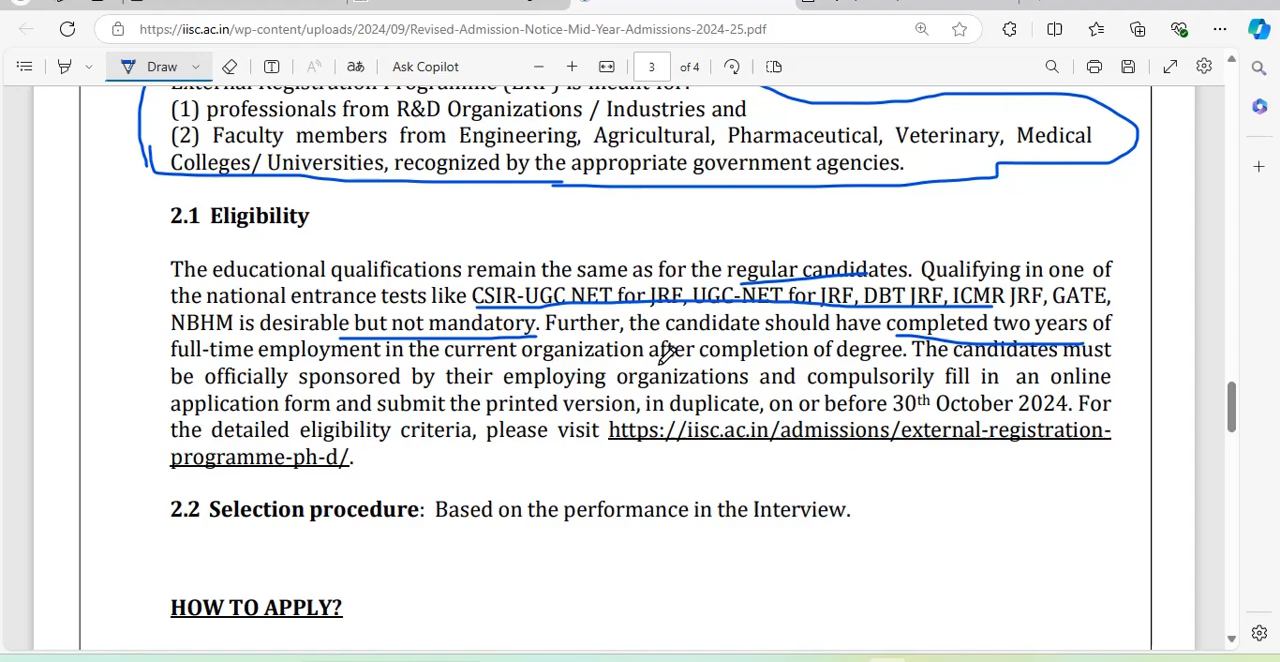 https://iisc.ac.in/wp-content/uploads/2024/09/Revised-Admission-Notice-Mid-Year-Admissions-2024-25.pdf
Draw
Ask Copilot
3 of 4
External Registration Programme (ERP) is meant for:
(1) professionals from R&D Organizations / Industries and
(2) Faculty members from Engineering, Agricultural, Pharmaceutical, Veterinary, Medical
Colleges/ Universities, recognized by the appropriate government agencies.
2.1 Eligibility
The educational qualifications remain the same as for the regular candidates. Qualifying in one of
the national entrance tests like CSIR-UGC NET for JRF, UGC-NET for JRF, DBT JRF, ICMR JRF, GATE,
NBHM is desirable but not mandatory. Further, the candidate should have completed two years of
full-time employment in the current organization after completion of degree. The candidates must
be officially sponsored by their employing organizations and compulsorily fill in an online
application form and submit the printed version, in duplicate, on or before 30th October 2024. For
the detailed eligibility criteria, please visit https://iisc.ac.in/admissions/external-registration-
programme-ph-d/.
2.2 Selection procedure: Based on the performance in the Interview.
HOW TO APPLY?